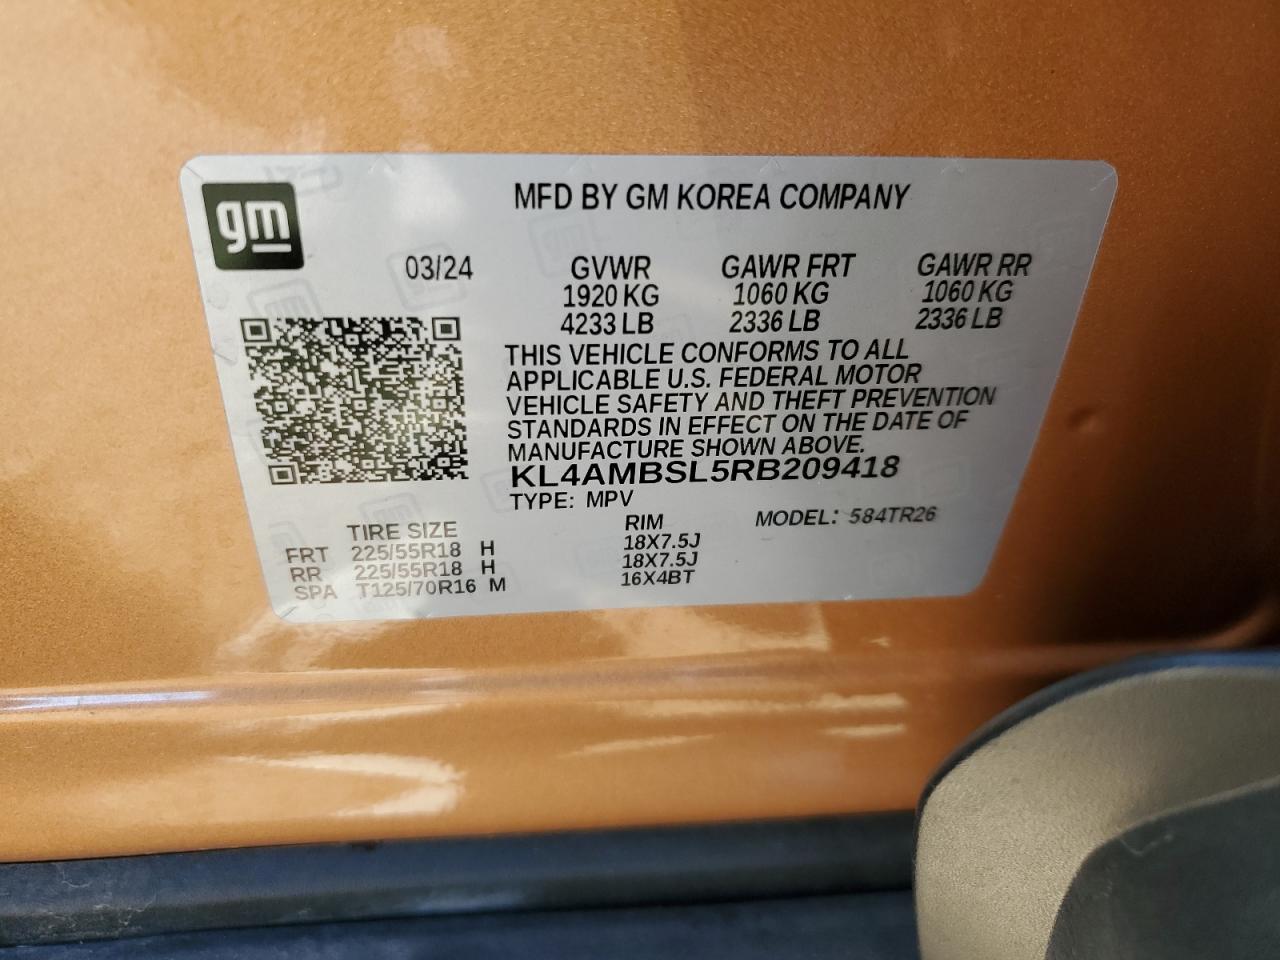 gm
MFD BY GM KOREA COMPANY
03/24 GVWR GAWR FRT GAWR RR
1920 KG 1060 KG 1060 KG
4233 LB 2336 LB 2336 LB
THIS VEHICLE CONFORMS TO ALL
APPLICABLE U.S. FEDERAL MOTOR
VEHICLE SAFETY AND THEFT PREVENTION
STANDARDS IN EFFECT ON THE DATE OF
MANUFACTURE SHOWN ABOVE.
KL4AMBSL5RB209418
TYPE: MPV
MODEL: 584TR26
TIRE SIZE RIM
FRT 225/55R18 H 18X7.5J
RR 225/55R18 H 18X7.5J
SPA T125/70R16 M 16X4BT